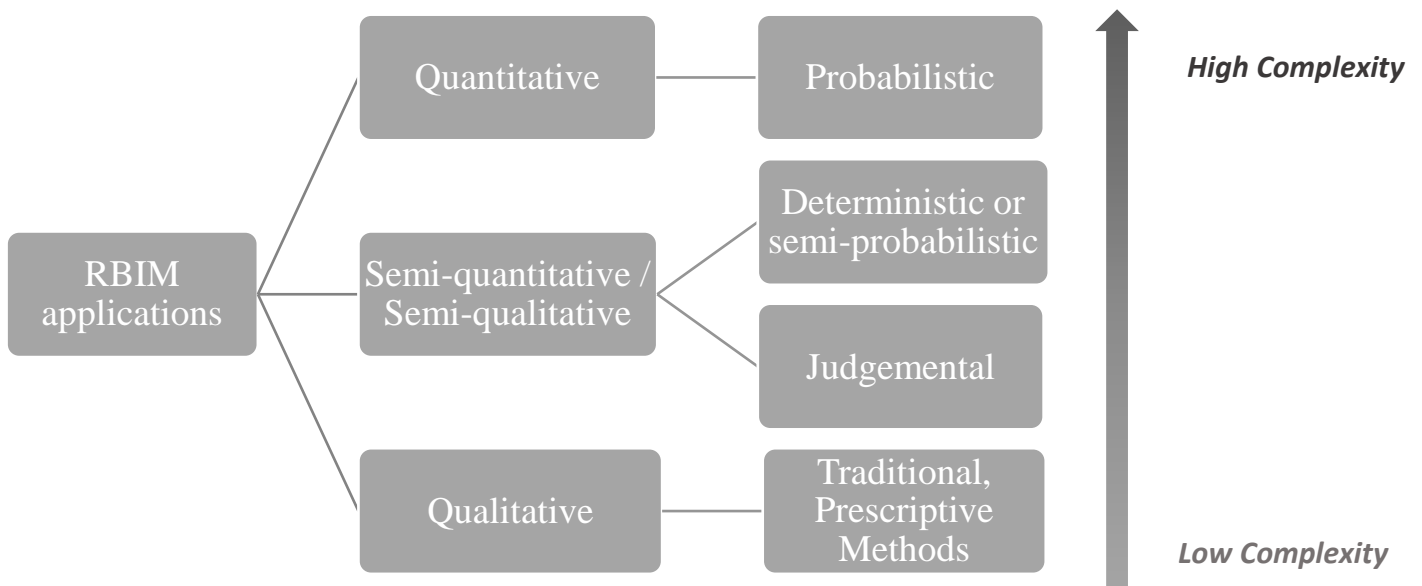 Quantitative
Probabilistic
High Complexity
RBIM
applications
Semi-quantitative /
Semi-qualitative
Deterministic or
semi-probabilistic
Judgemental
Qualitative
Traditional,
Prescriptive
Methods
Low Complexity